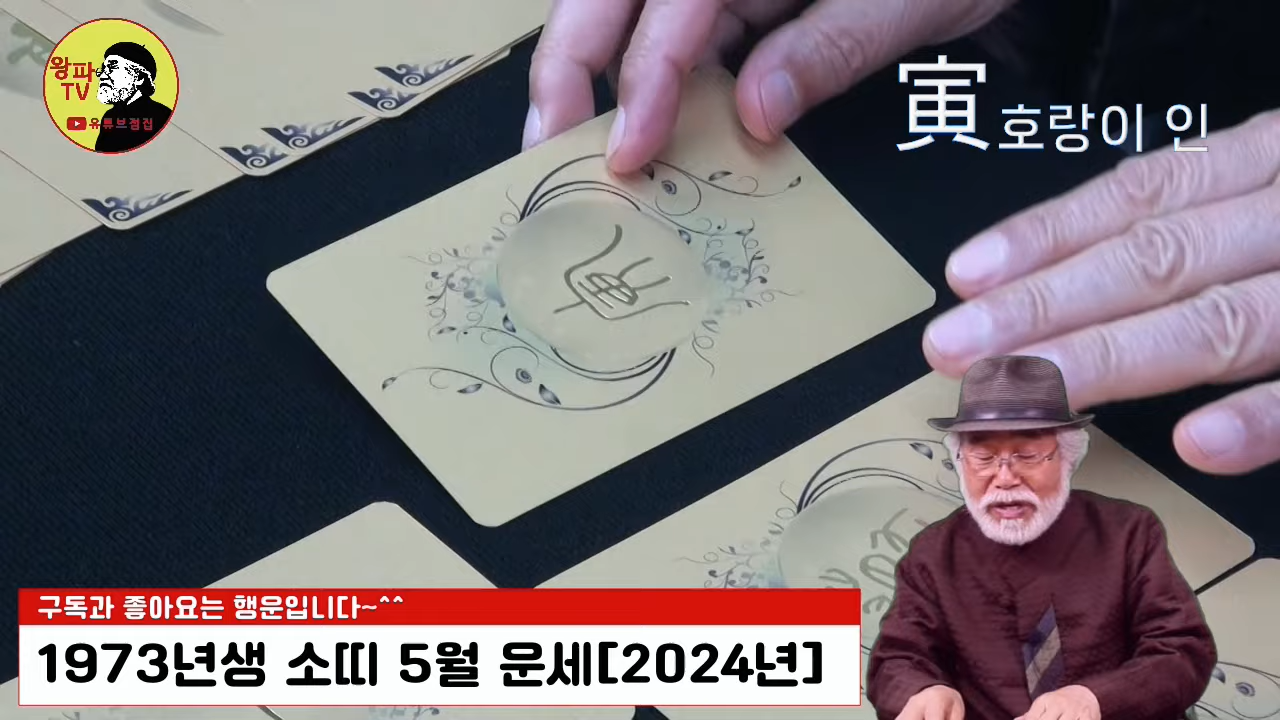 왕파
TV
유튜브점집
寅 호랑이 인
구독과 좋아요는 행운입니다~^^
1973년생 소띠 5월 운세[2024년]